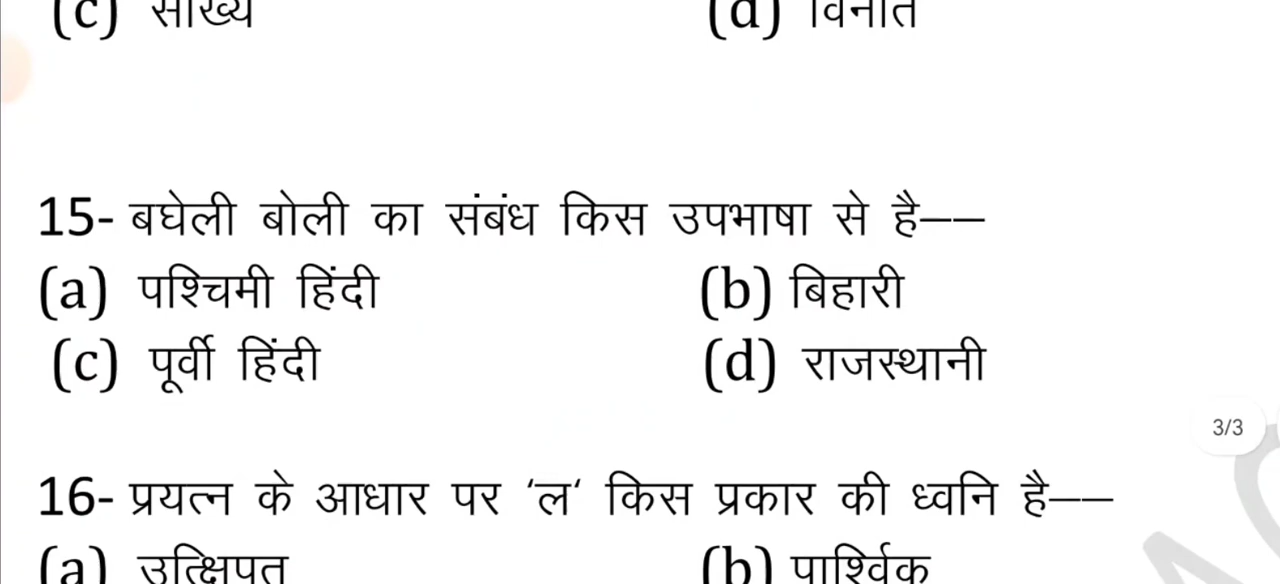 (c) सांख्य (d) विनीत
15- बघेली बोली का संबंध किस उपभाषा से है——
(a) पश्चिमी हिंदी (b) बिहारी
(c) पूर्वी हिंदी (d) राजस्थानी
3/3
16- प्रयत्न के आधार पर ‘ल‘ किस प्रकार की ध्वनि है——
(a) उत्क्षिपत (b) पार्श्विक